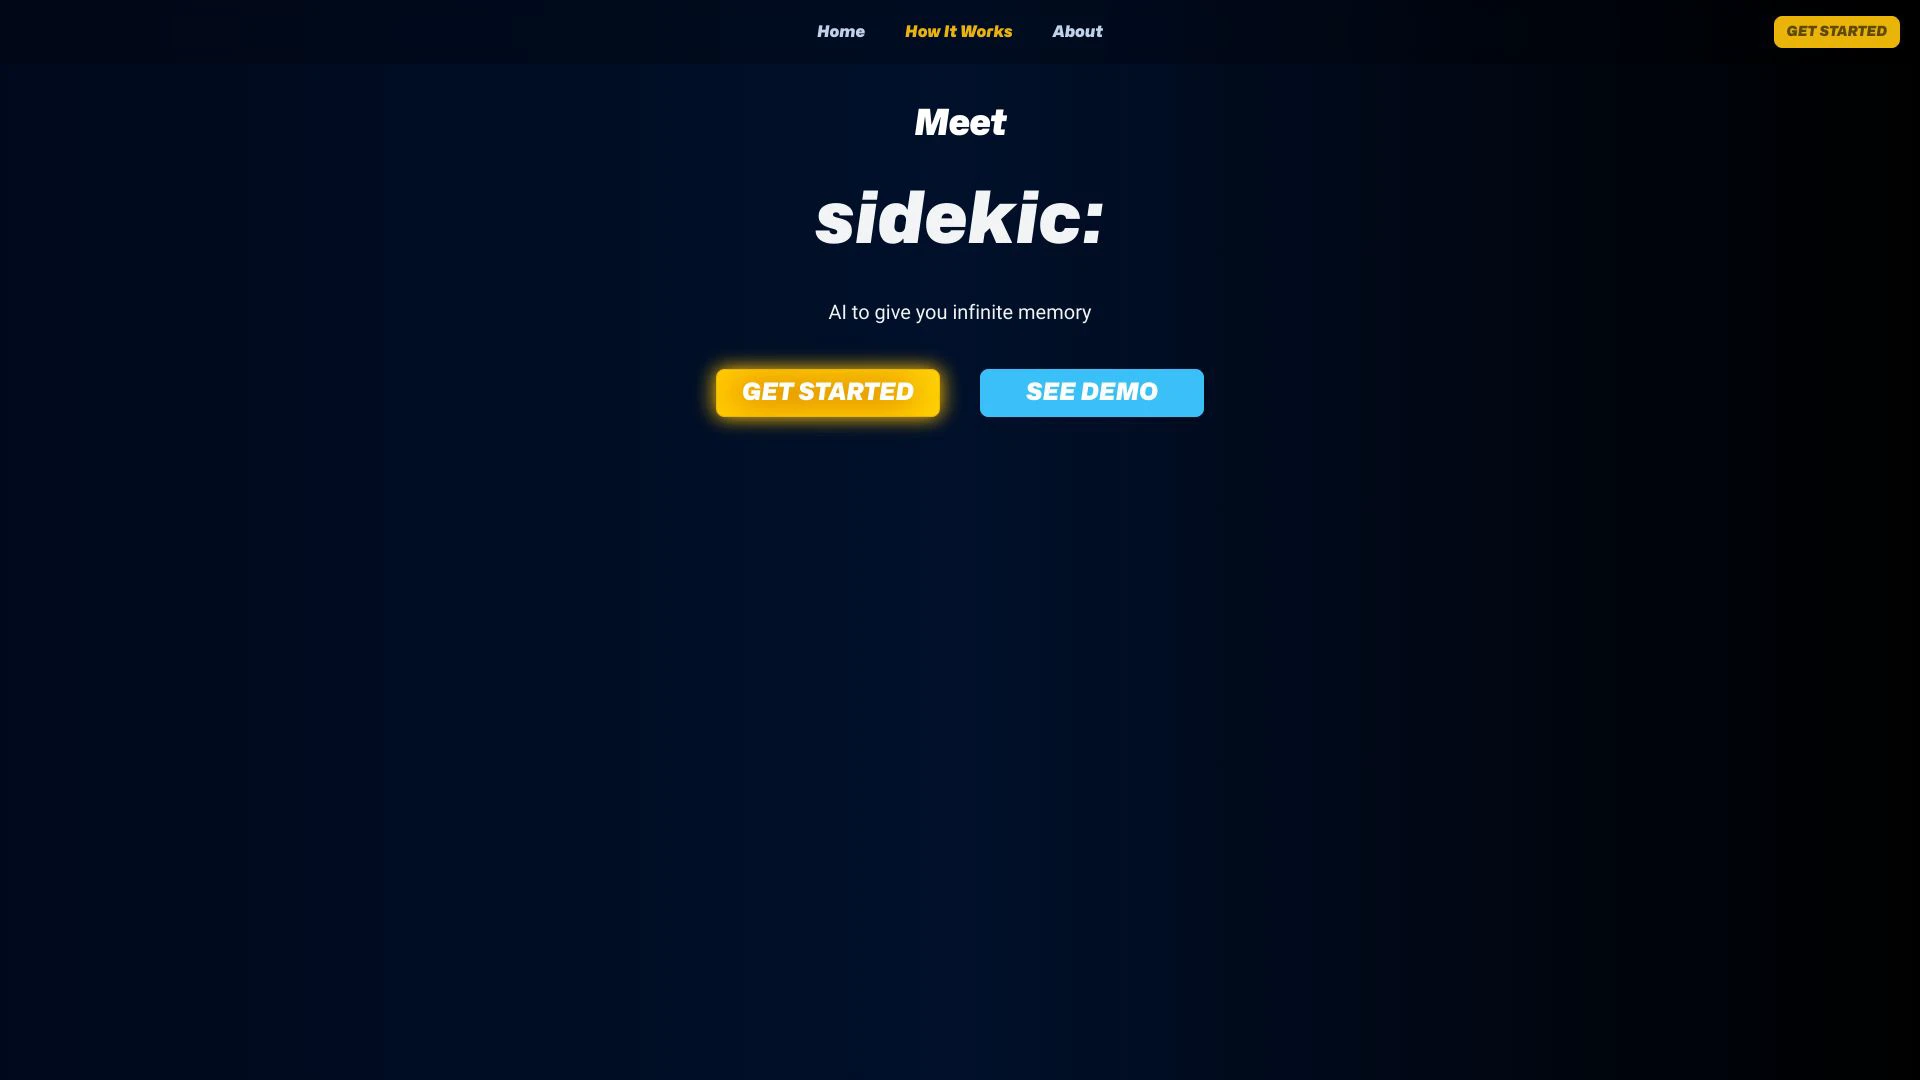 Home How It Works About GET STARTED
Meet
sidekic:
AI to give you infinite memory
GET STARTED SEE DEMO